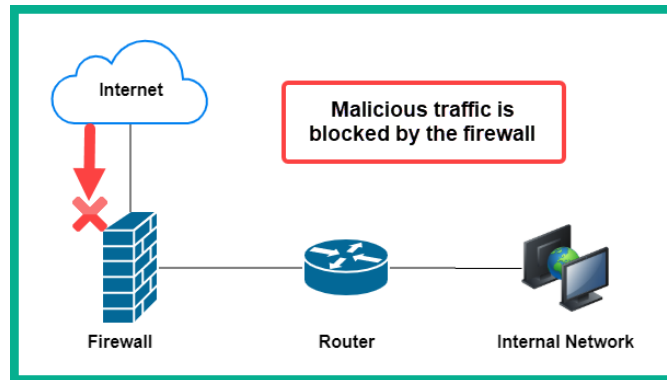 Internet
Malicious traffic is
blocked by the firewall
Firewall
Router
Internal Network